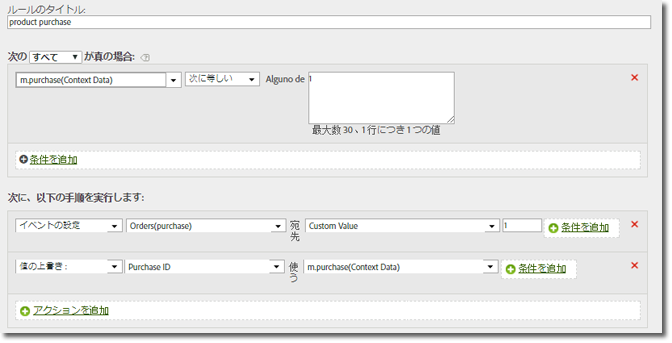 ルールのタイトル:
product purchase
次の すべて が真の場合:
m.purchase(Context Data) 次に等しい Alguno de 1
最大数 30、1 行につき 1 つの値
条件を追加
次に、以下の手順を実行します:
イベントの設定 Orders(purchase) 宛先 Custom Value 1 条件を追加
値の上書き : Purchase ID 使う m.purchase(Context Data) 条件を追加
アクションを追加